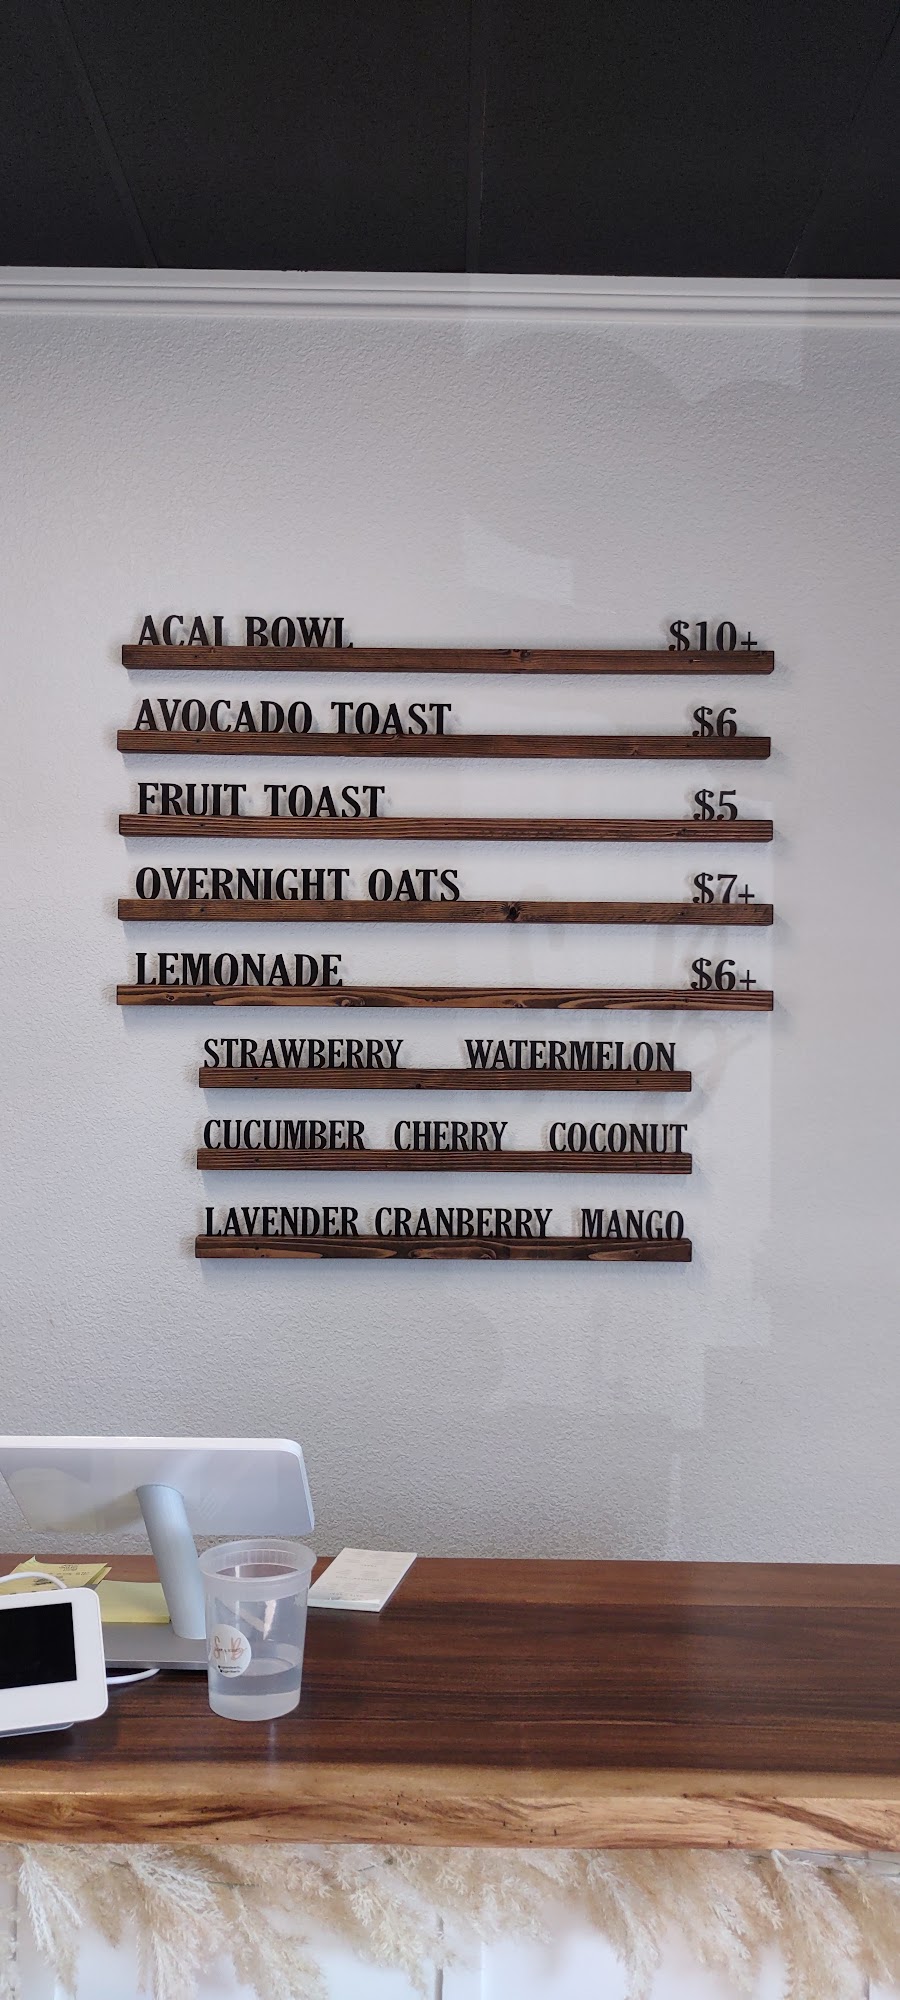 ACAI BOWL $10+
AVOCADO TOAST $6
FRUIT TOAST $5
OVERNIGHT OATS $7+
LEMONADE $6+
STRAWBERRY WATERMELON
CUCUMBER CHERRY COCONUT
LAVENDER CRANBERRY MANGO